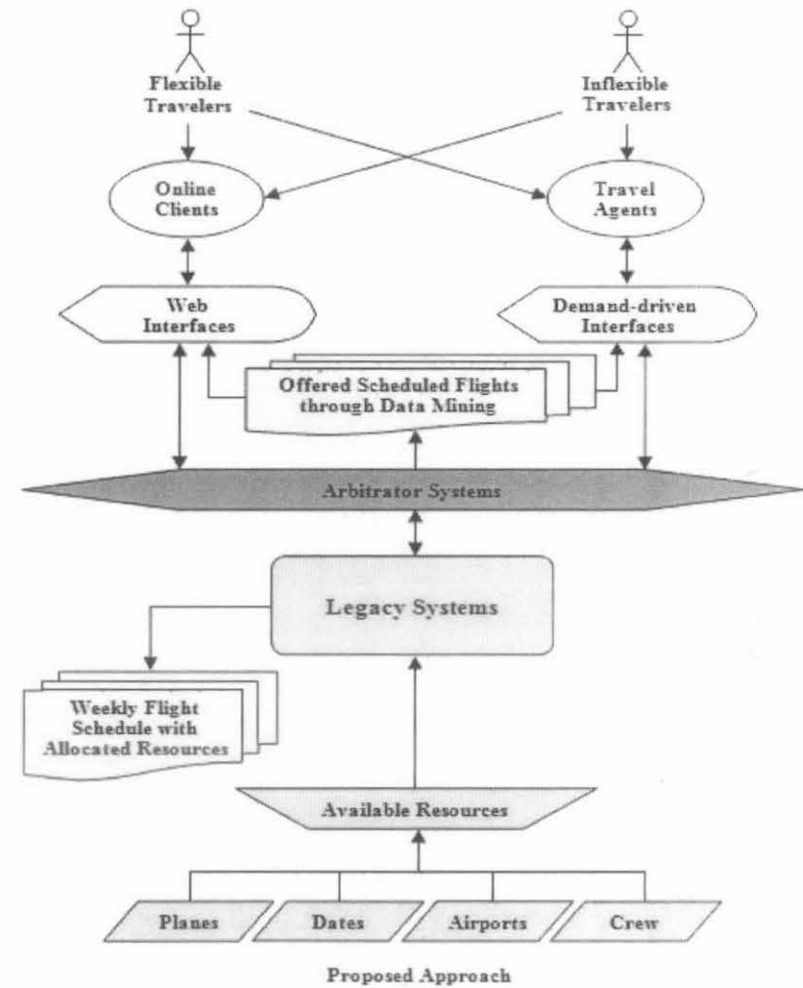 Flexible
Travelers
Inflexible
Travelers
Online
Clients
Travel
Agents
Web
Interfaces
Demand-driven
Interfaces
Offered Scheduled Flights
through Data Mining
Arbitrator Systems
Legacy Systems
Weekly Flight
Schedule with
Allocated Resources
Available Resources
Planes
Dates
Airports
Crew
Proposed Approach